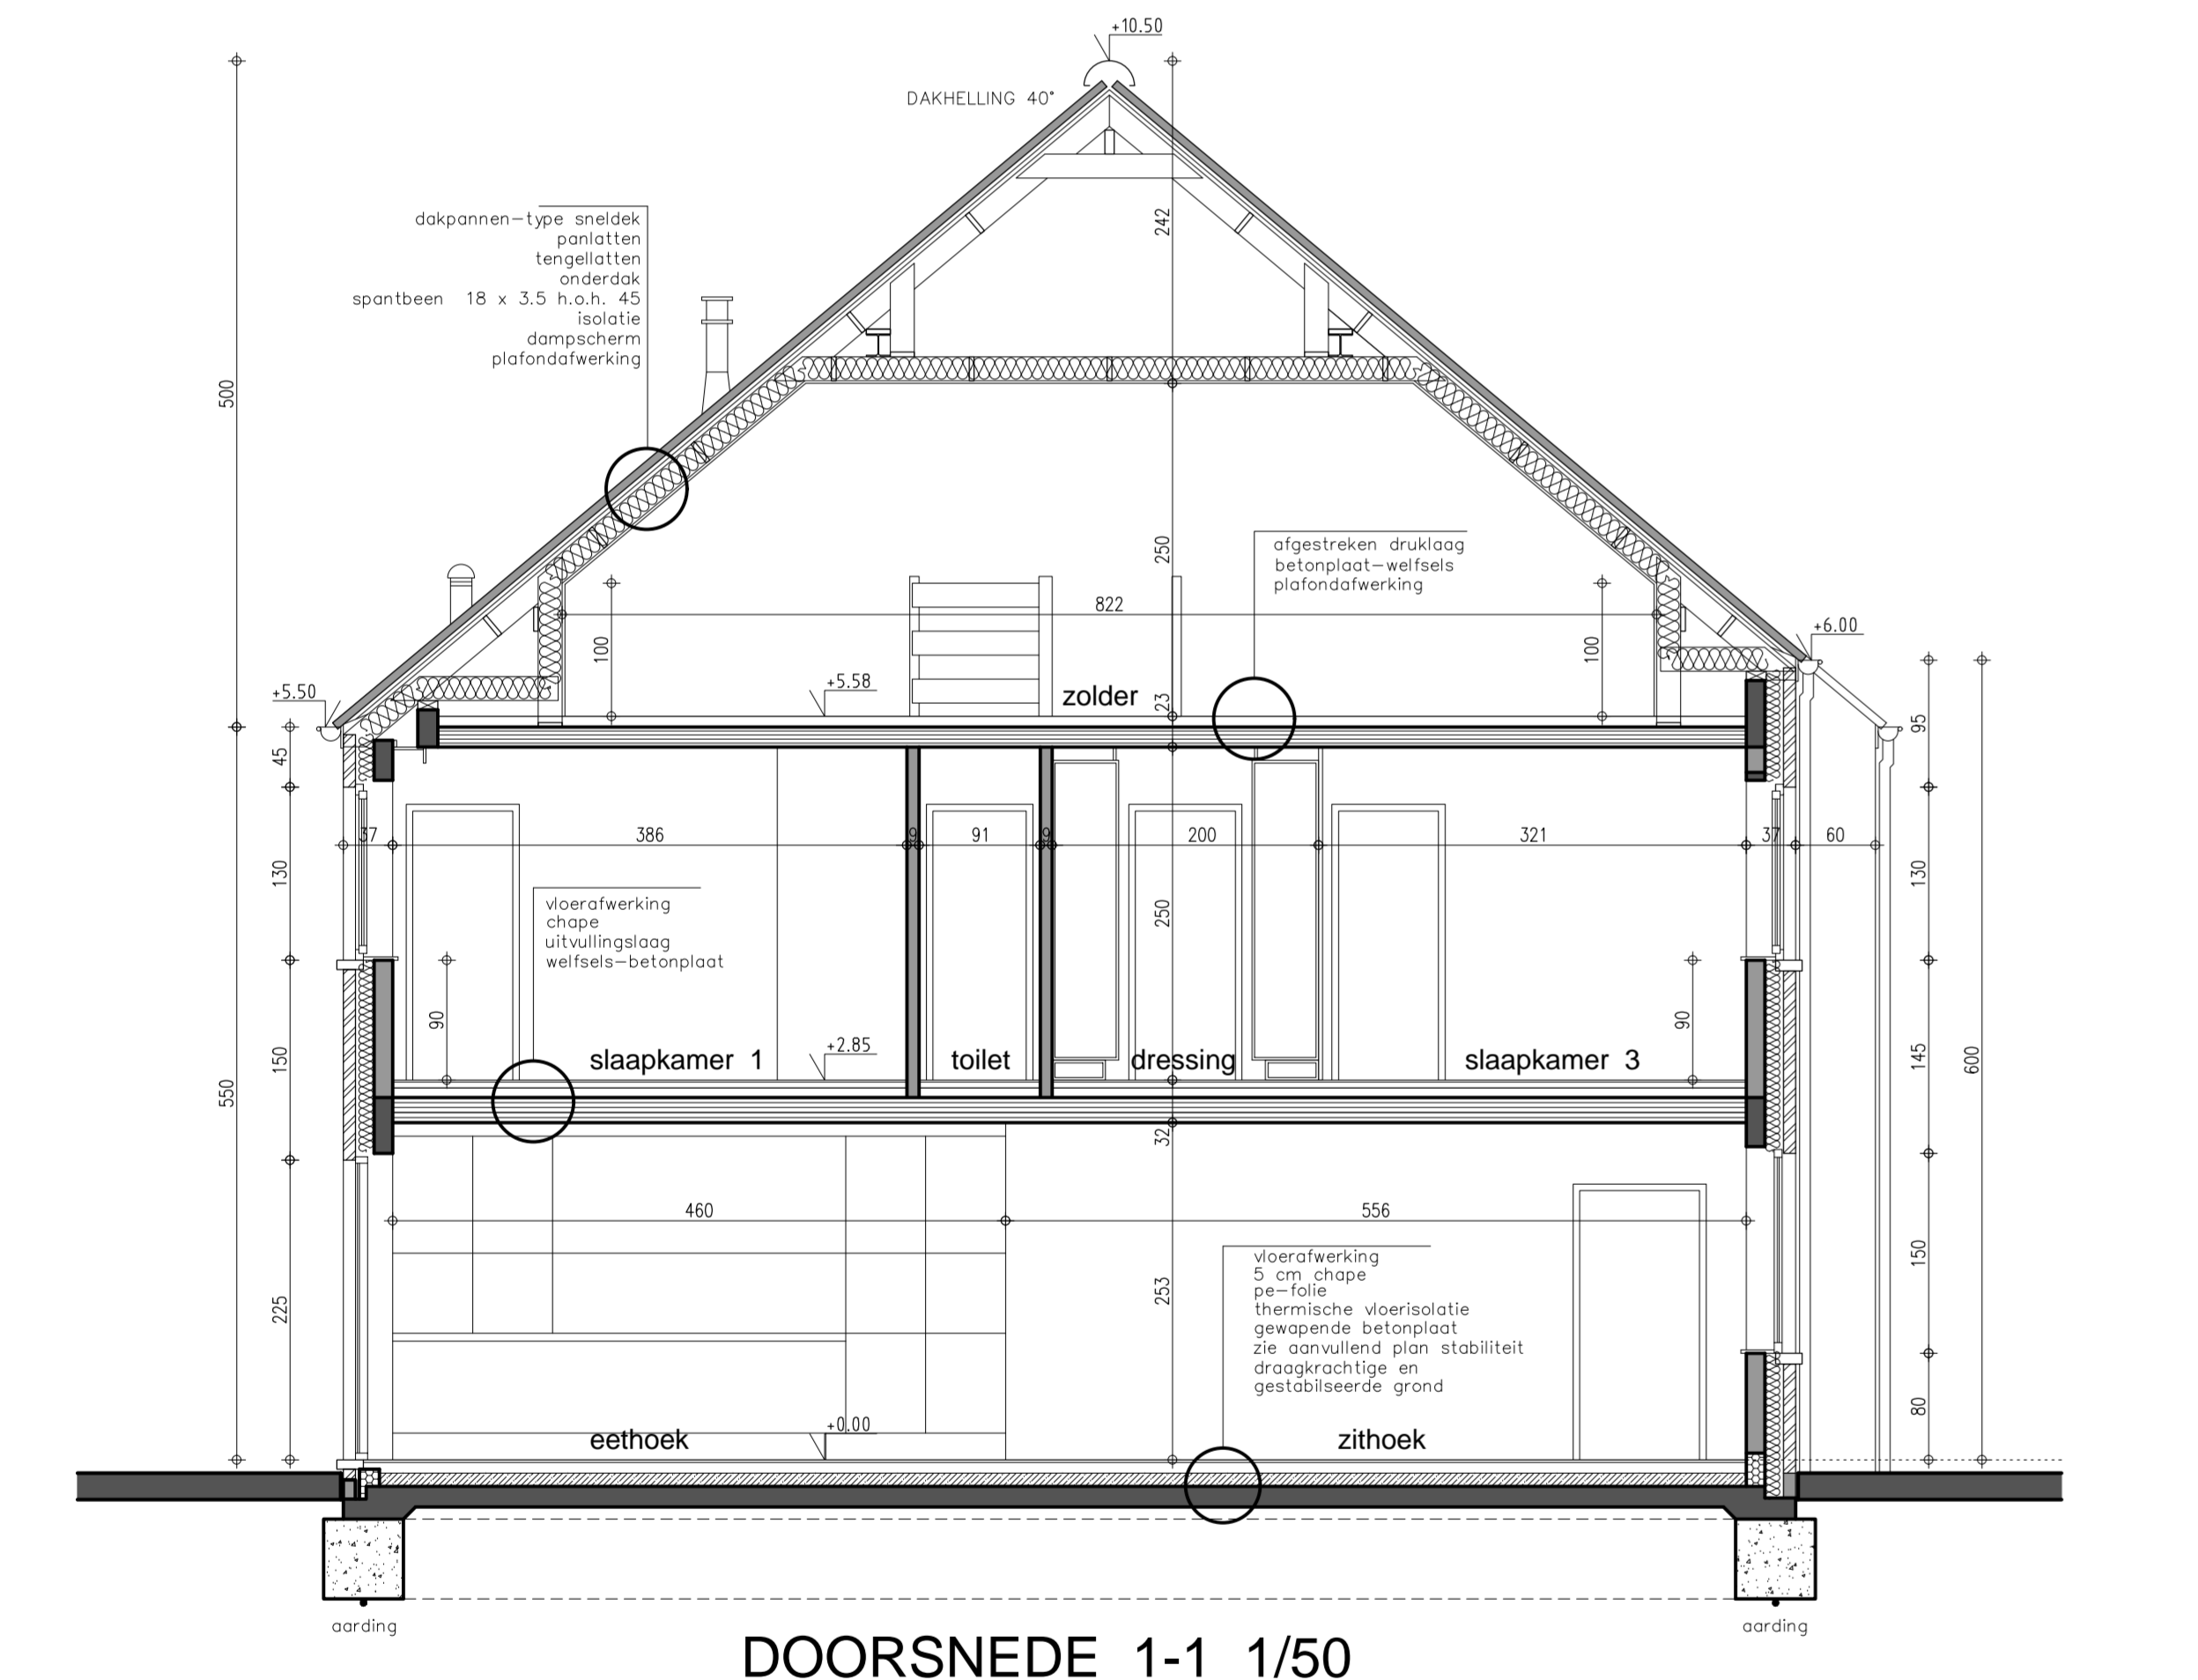 +10.50
DAKHELLING 40°
dakpannen-type sneldek
panlatten
tengellatten
onderdak
spantbeen 18 x 3.5 h.o.h. 45
isolatie
dampscherm
plafondafwerking
242
500
250
afgestreken druklaag
betonplaat-welfsels
plafondafwerking
822
100
100
+6.00
+5.50
+5.58
zolder
23
45
95
37
386
9
91
9
200
321
37
60
130
130
250
vloerafwerking
chape
uitvullingslaag
welfsels-betonplaat
90
90
+2.85
slaapkamer 1
toilet
dressing
slaapkamer 3
150
145
550
600
32
460
556
vloerafwerking
5 cm chape
pe-folie
thermische vloerisolatie
gewapende betonplaat
zie aanvullend plan stabiliteit
draagkrachtige en
gestabilseerde grond
225
253
150
80
+0.00
eethoek
zithoek
aarding
aarding
DOORSNEDE 1-1 1/50